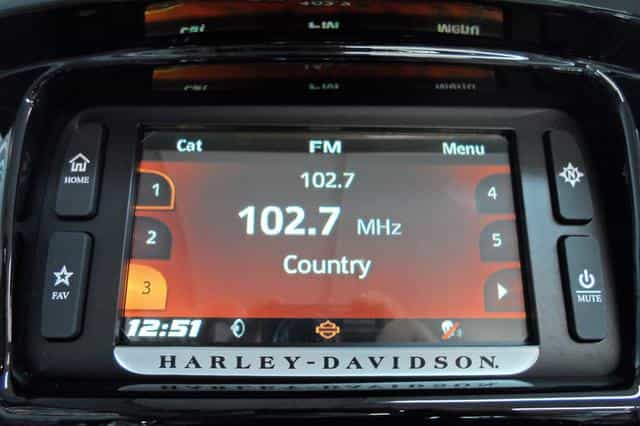 Cat FM Menu
HOME
N
1
102.7
4
2
102.7 MHz
5
FAV
3
Country
MUTE
12:51
HARLEY-DAVIDSON